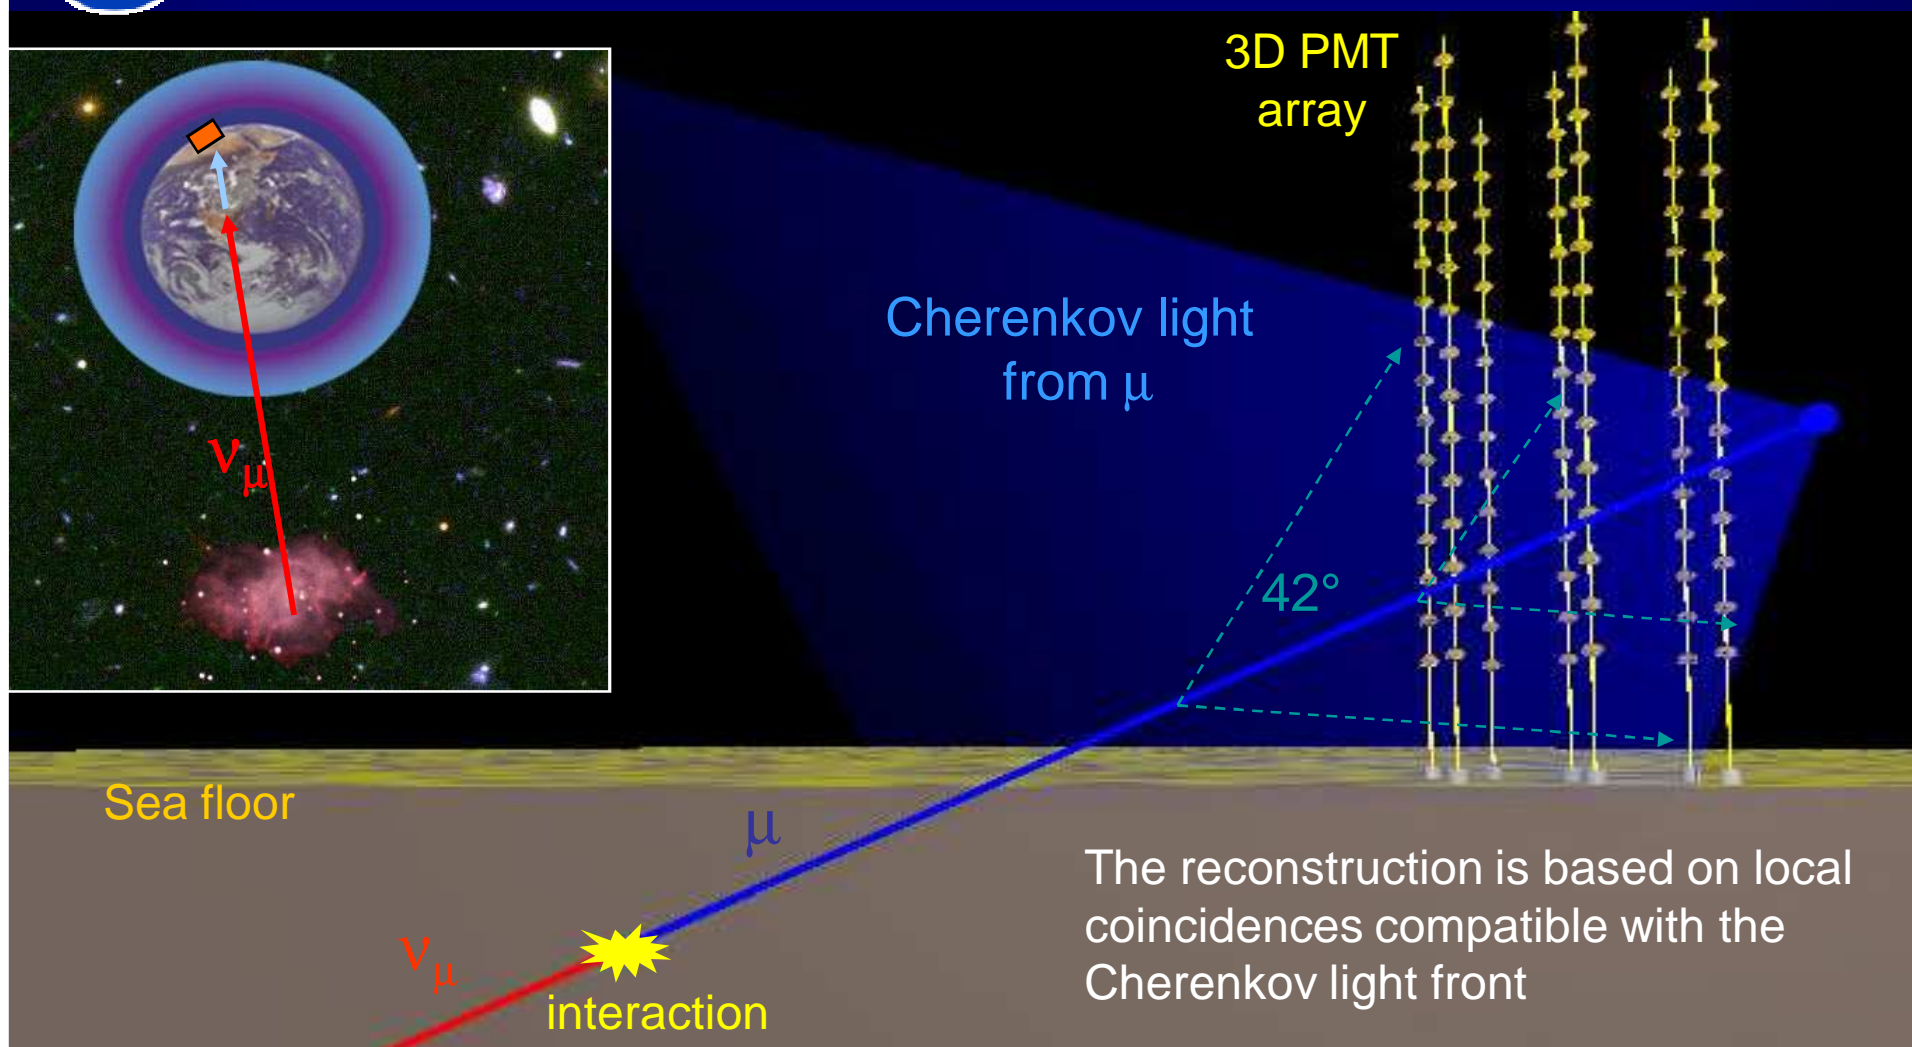 3D PMT
array
Cherenkov light
from μ
ν μ
42°
Sea floor
μ
ν μ
interaction
The reconstruction is based on local
coincidences compatible with the
Cherenkov light front